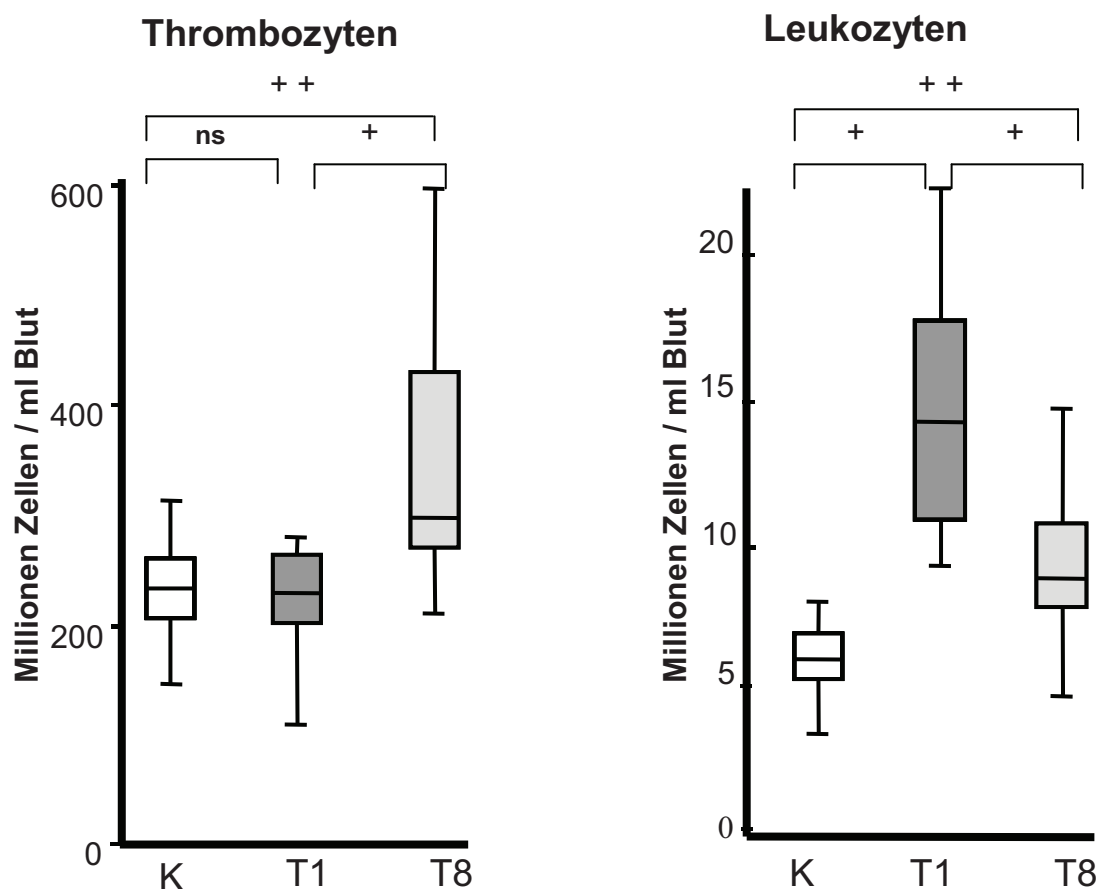 Thrombozyten
+ +
ns
+
600
400
200
0
Millionen Zellen / ml Blut
K
T1
T8
Leukozyten
+ +
+
+
20
15
10
5
0
Millionen Zellen / ml Blut
K
T1
T8